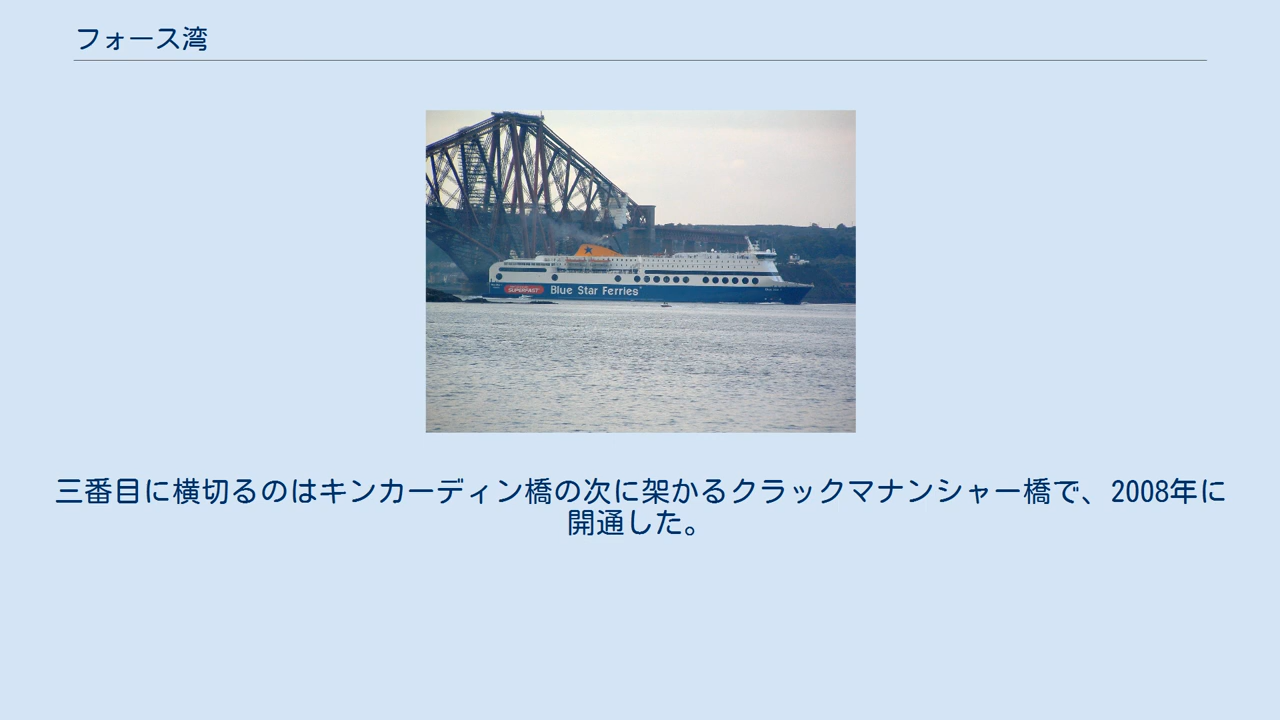 フォース湾
SUPERFAST
Blue Star Ferries
三番目に横切るのはキンカーディン橋の次に架かるクラックマナンシャー橋で、2008年に
開通した。